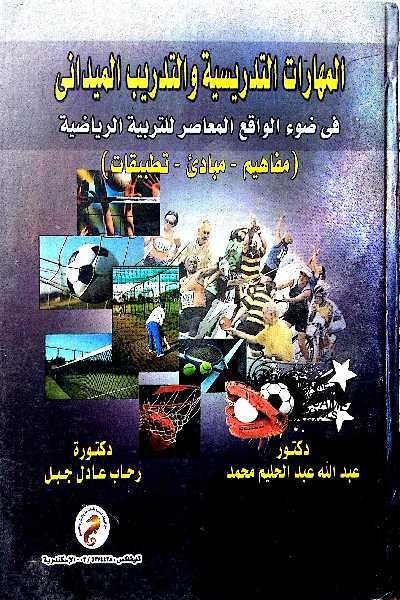 المهارات التدريسية والتدريب الميدانى
فى ضوء الواقع المعاصر للتربية الرياضية
(مفاهيم - مبادئ - تطبيقات)
دكتور
عبد الله عبد الحليم محمد
دكتورة
رحاب عادل جبل